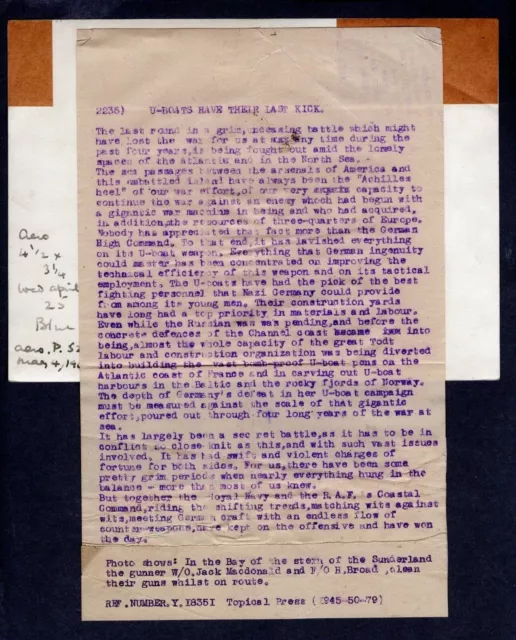 2235) U-BOATS HAVE THEIR LAST KICK.
The last round in a grim, unceasing battle which might
have lost the war for us at any time during the
past four years, is being fought out amid the lonely
spaces of the atlantic and in the North Sea.
The sea passages between the arsenals of America and
this embattled island have always been the "Achilles
heel" of our war effort, of our very capacity to
continue the war against an enemy whoch had begun with
a gigantic war machine in being and who had acquired,
in addition, the resources of three-quarters of Europe.
Nobody has appreciated that fact more than the German
High Command. To that end, it has lavished everything
on its U-boat weapon. Everything that German ingenuity
could master has been concentrated on improving the
technical efficiency of this weapon and on its tactical
employment. The U-boats have had the pick of the best
fighting personnel that Nazi Germany could provide
from among its young men. Their construction yards
have had a top priority in materials and labour.
Even while the Russian was pending, and before the
concrete defences of the Channel coast became into
being, almost the whole capacity of the great Todt
labour and construction organization was being diverted
into building the vast bomb-proof U-boat pens on the
Atlantic coast of France and in carving out U-boat
harbours in the Baltic and the rocky fjords of Norway.
The depth of Germany's defeat in her U-boat campaign
must be measured against the scale of that gigantic
effort, poured out through four long years of the war at
sea.
It has largely been a sec ret battle, as it has to be in
conflict so close knit as this, and with such vast issues
involved. It has had swift and violent changes of
fortune for both sides. For us, there have been some
pretty grim periods when nearly everything hung in the
balance - more than most of us knew.
But together the Royal Navy and the R.A.F.'s Coastal
Command, riding the shifting trends, matching wits against
wits, meeting German craft with an endless flow of
counter-weapons, have kept on the offensive and have won
the day.
Photo shows: In the Bay of the stern of the Sunderland
the gunner W/O. Jack Macdonald and F/O H. Broad , clean
their guns whilst on route.
REF. NUMBER. Y. 18351 Topical Press (1945-50-79)
aero
4 1/2 x
3 1/4
Wed april
25
Blue
aero. P. 52
May 4, 19